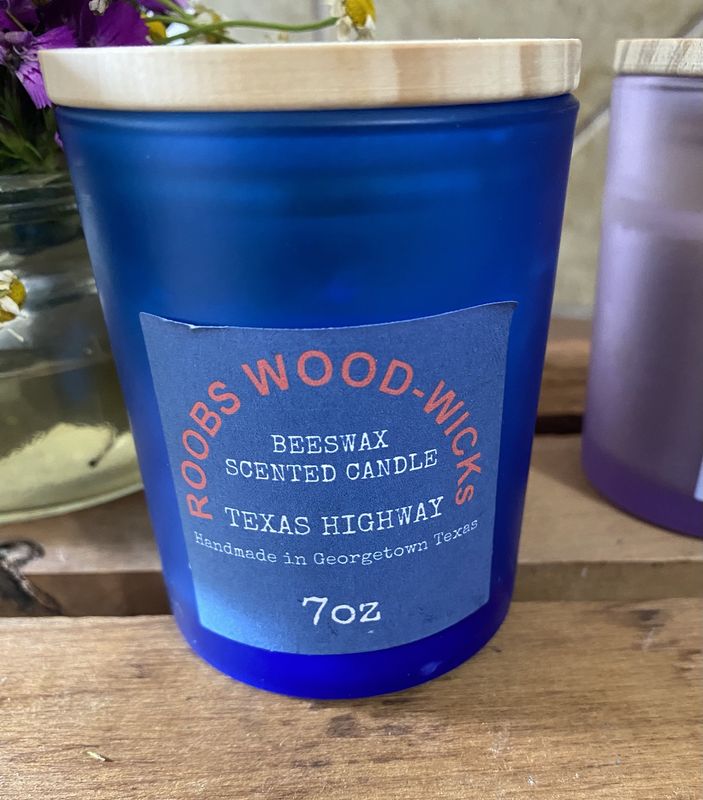 ROOBS WOOD-WICKS
BEESWAX
SCENTED CANDLE
TEXAS HIGHWAY
Handmade in Georgetown Texas
7oz